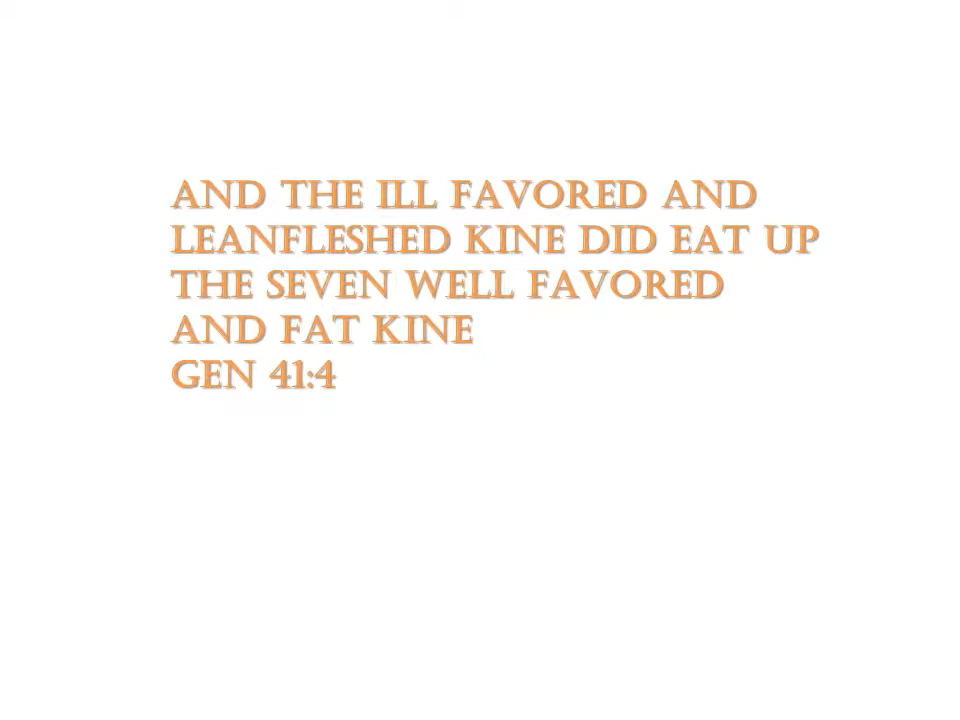 AND THE ILL FAVORED AND
LEANFLESHED KINE DID EAT UP
THE SEVEN WELL FAVORED
AND FAT KINE
GEN 41:4